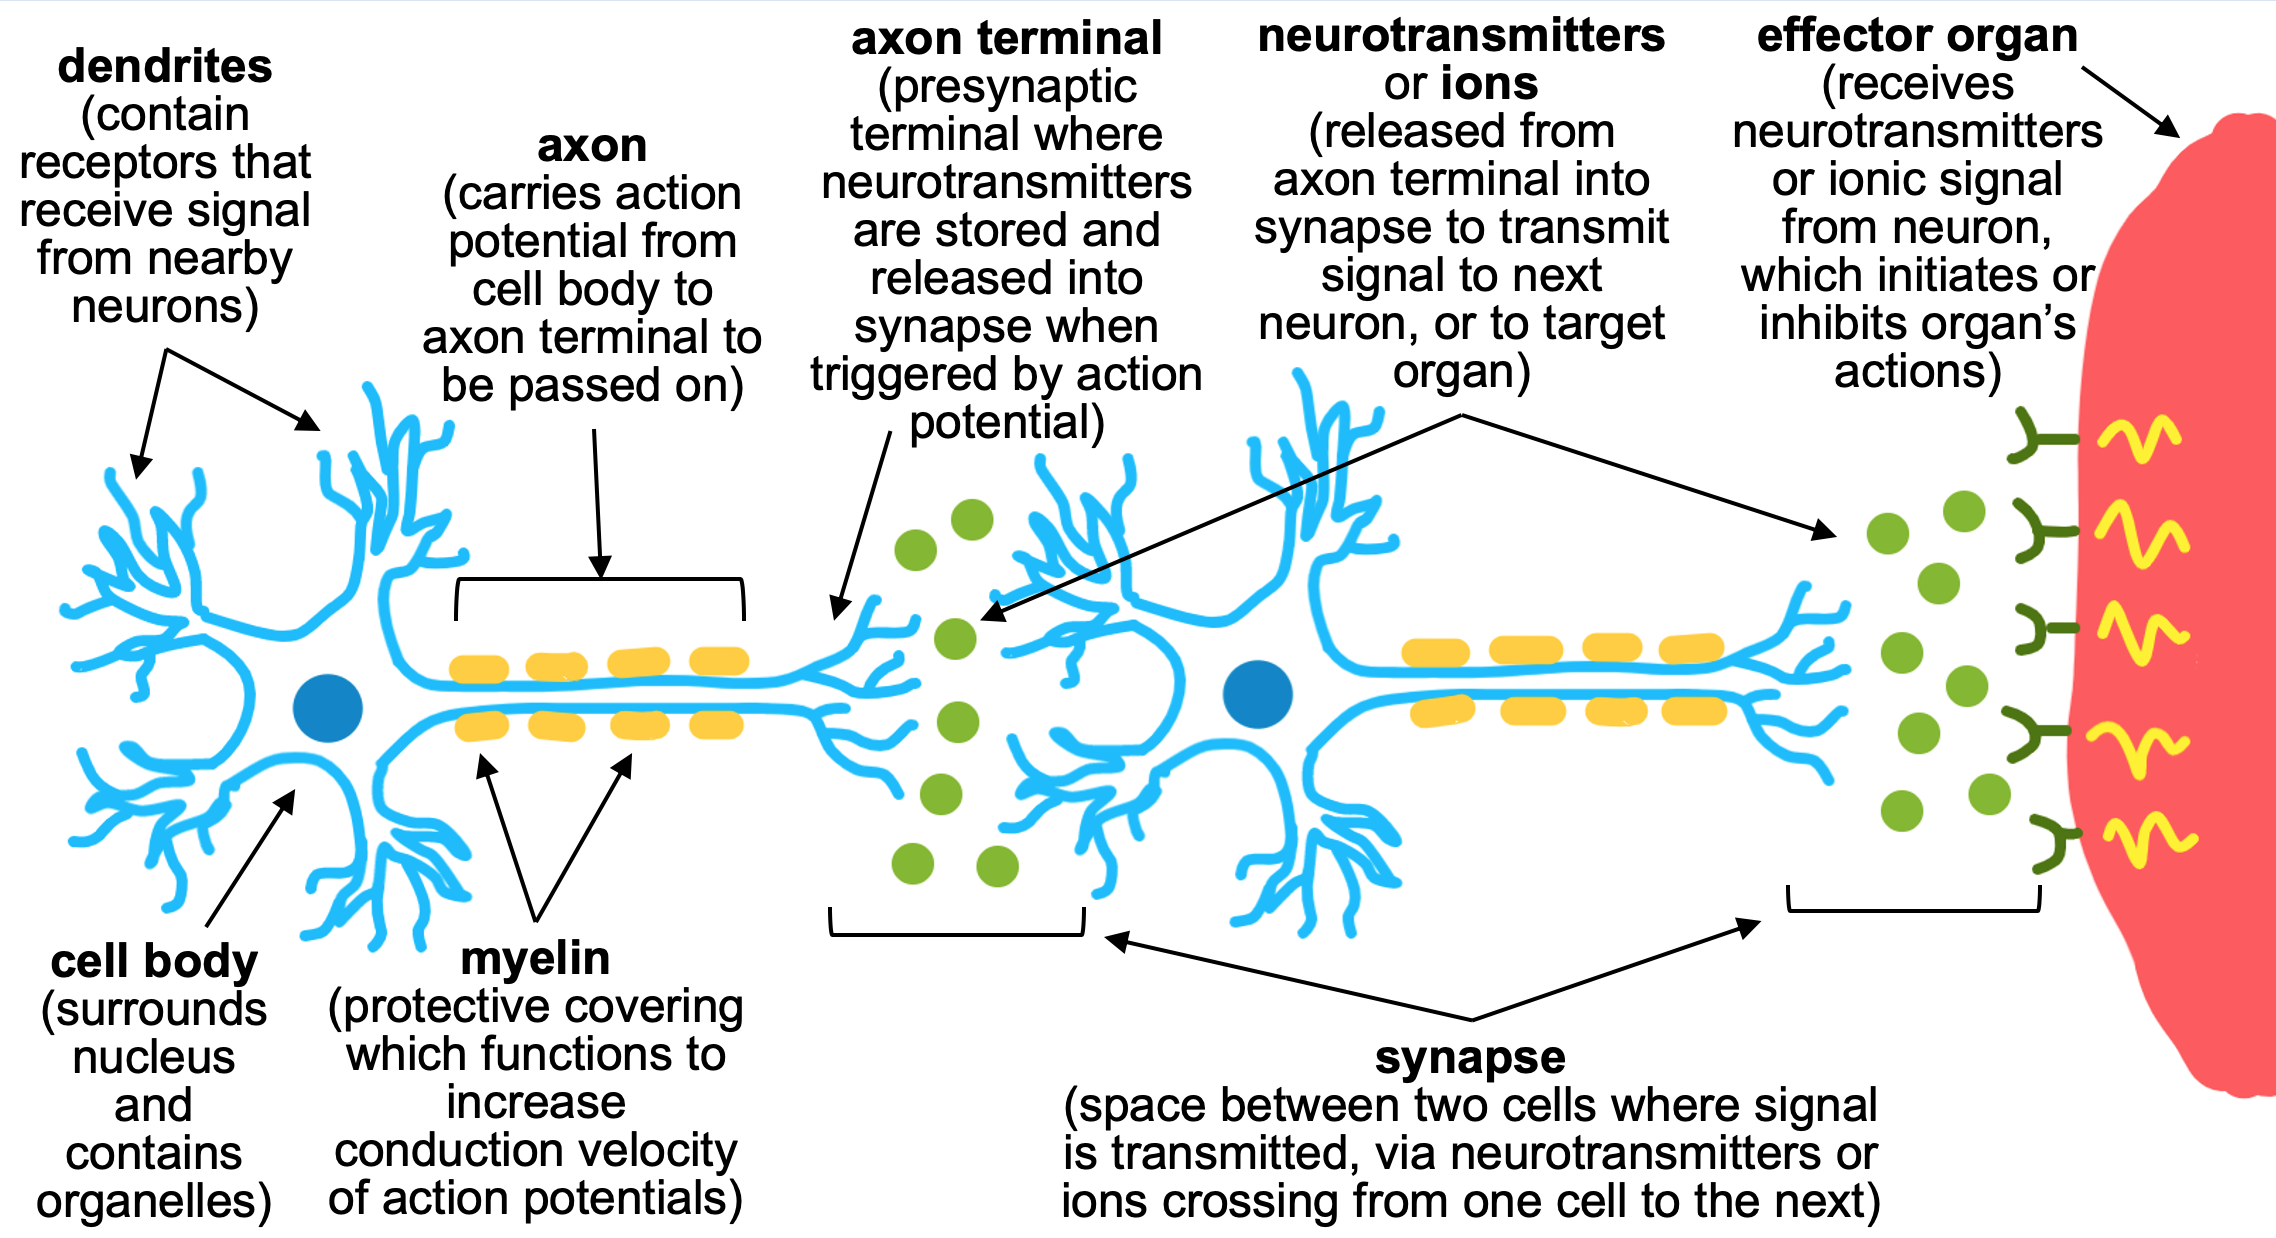 dendrites
(contain
receptors that
receive signal
from nearby
neurons)
axon
(carries action
potential from
cell body to
axon terminal to
be passed on)
axon terminal
(presynaptic
terminal where
neurotransmitters
are stored and
released into
synapse when
triggered by action
potential)
neurotransmitters
or ions
(released from
axon terminal into
synapse to transmit
signal to next
neuron, or to target
organ)
effector organ
(receives
neurotransmitters
or ionic signal
from neuron,
which initiates or
inhibits organ’s
actions)
cell body
(surrounds
nucleus
and
contains
organelles)
myelin
(protective covering
which functions to
increase
conduction velocity
of action potentials)
synapse
(space between two cells where signal
is transmitted, via neurotransmitters or
ions crossing from one cell to the next)